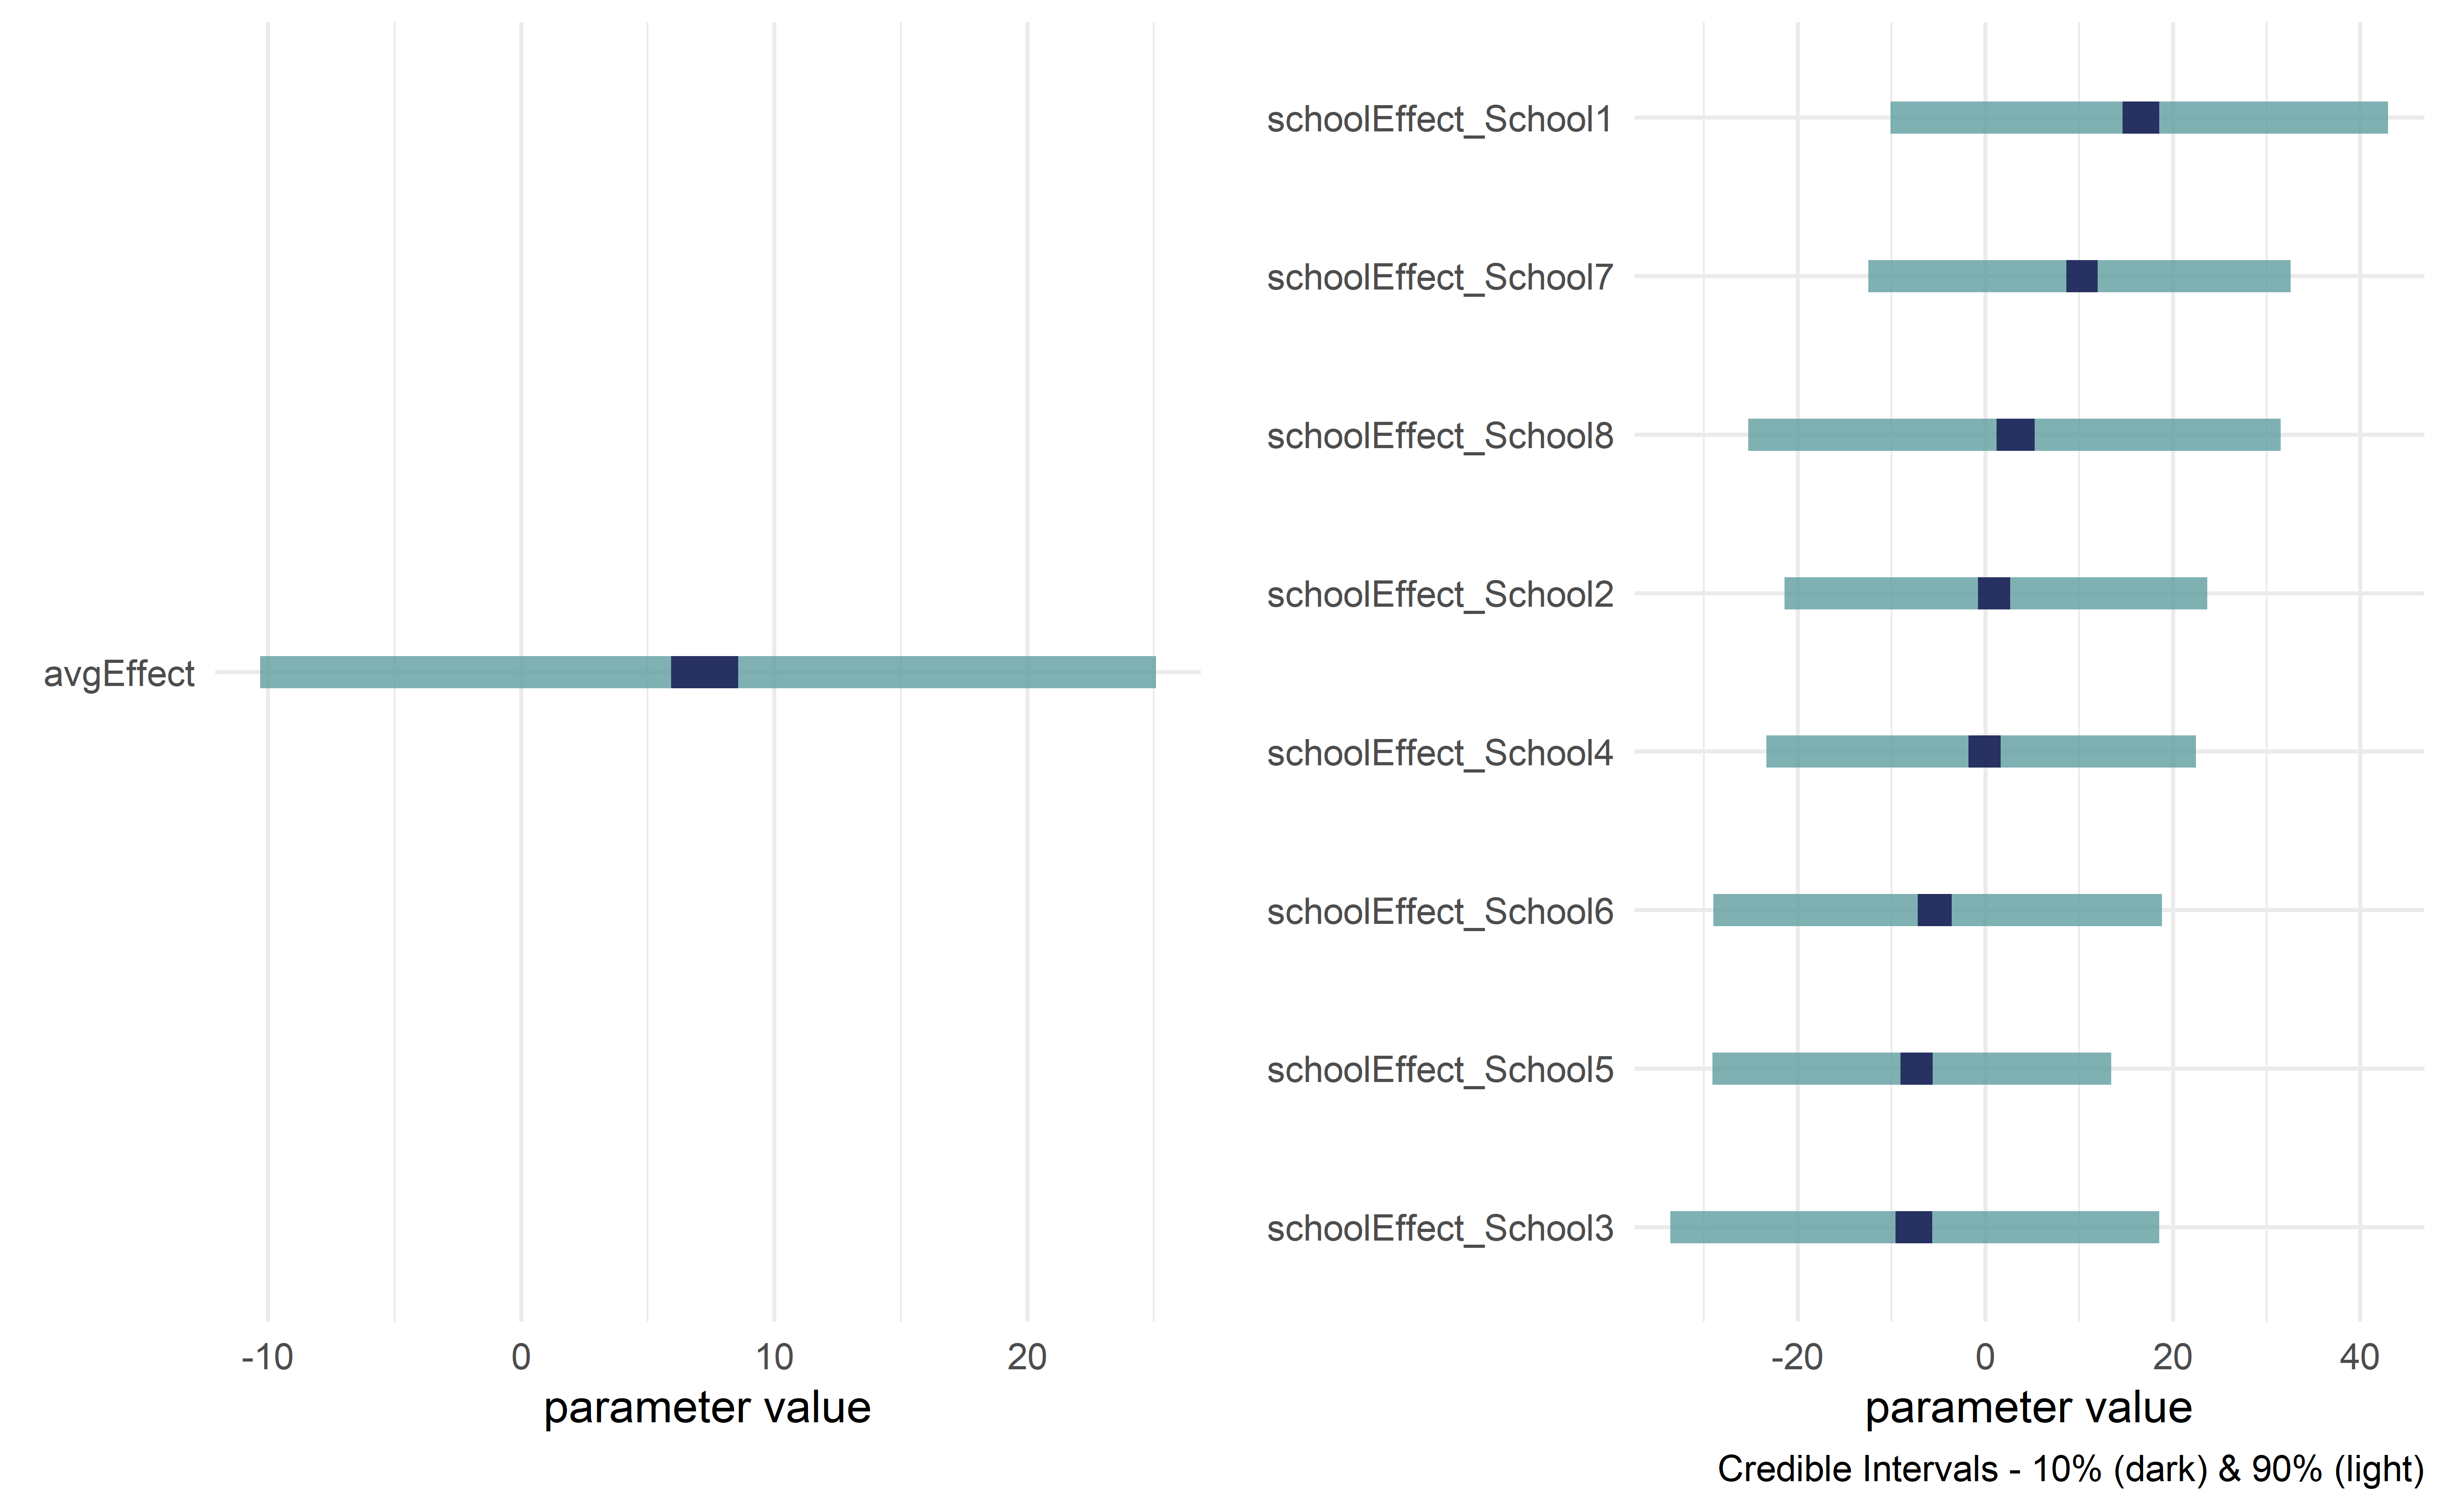 avgEffect
-10 0 10 20
parameter value
schoolEffect_School1
schoolEffect_School7
schoolEffect_School8
schoolEffect_School2
schoolEffect_School4
schoolEffect_School6
schoolEffect_School5
schoolEffect_School3
-20 0 20 40
parameter value
Credible Intervals - 10% (dark) & 90% (light)